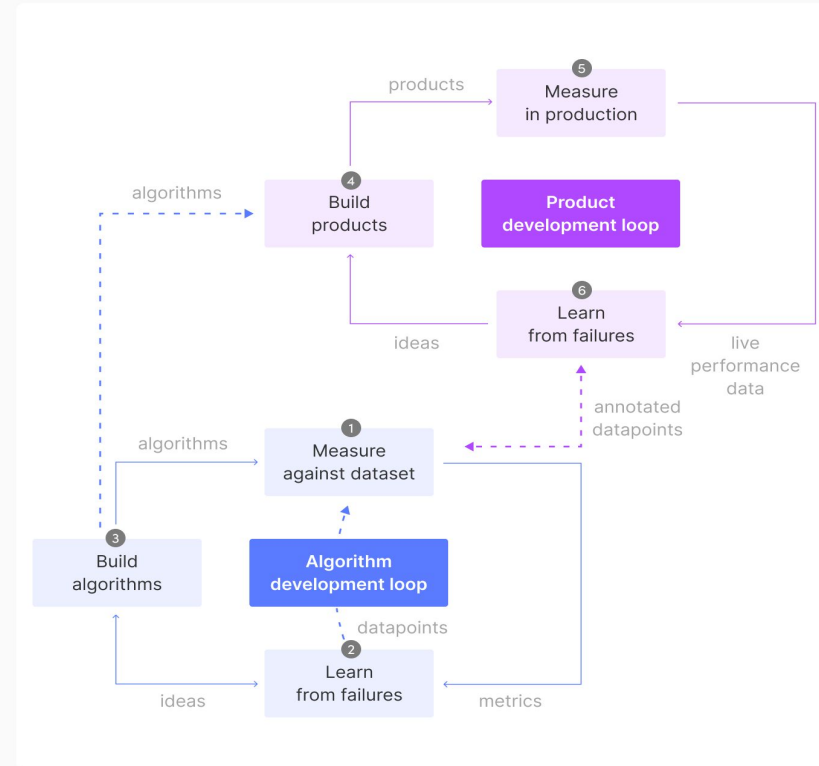 5
products
Measure
in production
algorithms
4
Build
products
Product
development loop
6
Learn
from failures
ideas
live
performance
data
annotated
datapoints
1
algorithms
Measure
against dataset
3
Build
algorithms
Algorithm
development loop
datapoints
2
Learn
from failures
ideas
metrics